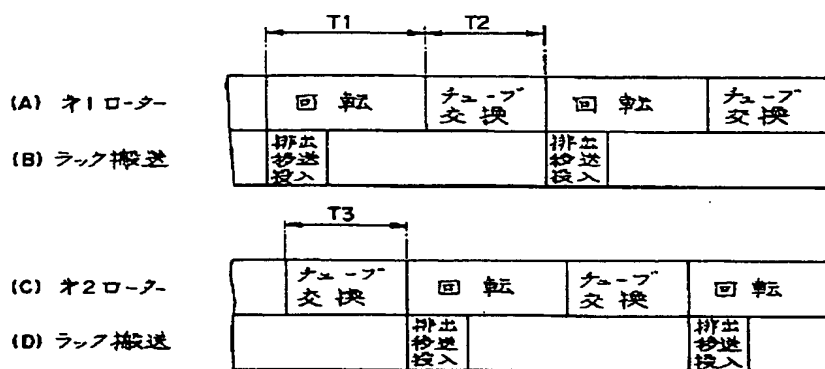 T1 T2
(A) 才1ローター 回転 チューブ交換 回転 チューブ交換
(B) ラック搬送 排出 移送 投入 排出 移送 投入
T3
(C) 才2ローター チューブ交換 回転 チューブ交換 回転
(D) ラック搬送 排出 移送 投入 排出 移送 投入